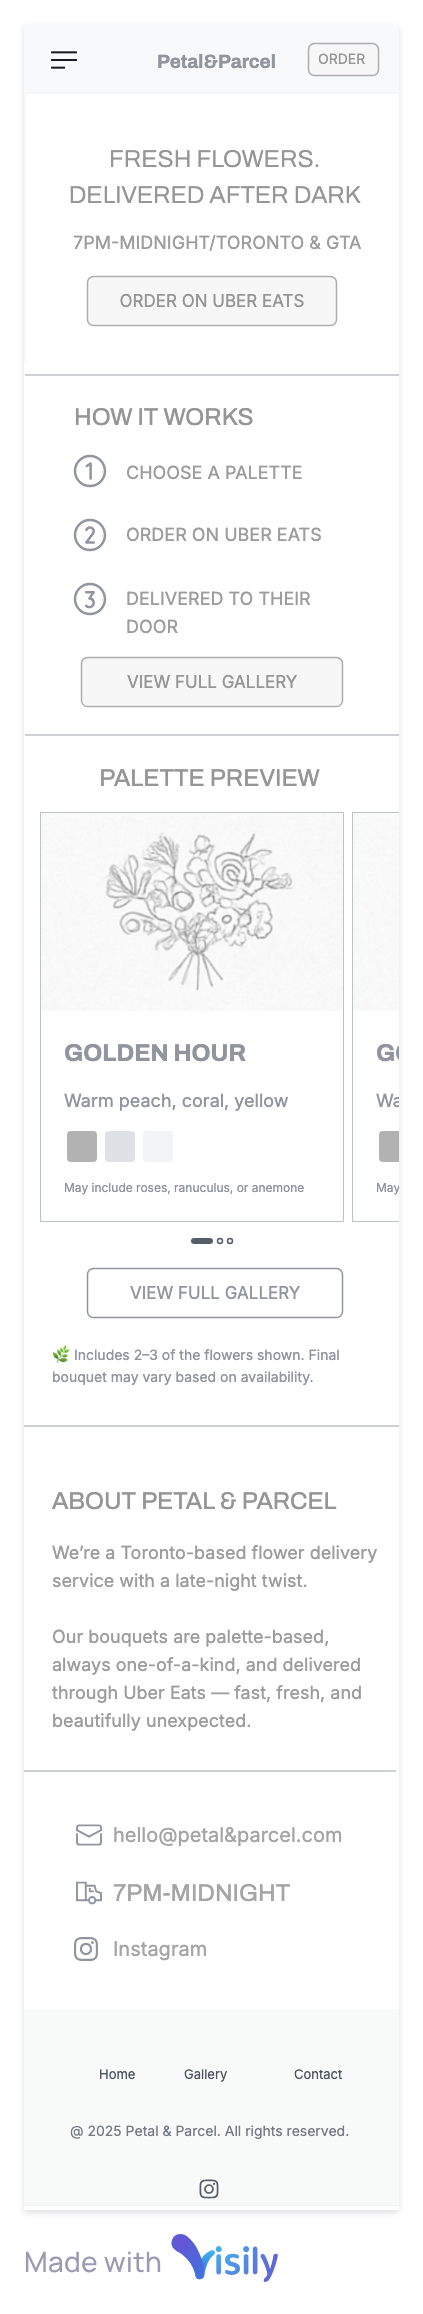 Petal&Parcel
ORDER
FRESH FLOWERS.
DELIVERED AFTER DARK
7PM-MIDNIGHT/TORONTO & GTA
ORDER ON UBER EATS
HOW IT WORKS
1 CHOOSE A PALETTE
2 ORDER ON UBER EATS
3 DELIVERED TO THEIR
DOOR
VIEW FULL GALLERY
PALETTE PREVIEW
GOLDEN HOUR
Warm peach, coral, yellow
May include roses, ranuculus, or anemone
GO
Wa
May
VIEW FULL GALLERY
🌿 Includes 2–3 of the flowers shown. Final
bouquet may vary based on availability.
ABOUT PETAL & PARCEL
We’re a Toronto-based flower delivery
service with a late-night twist.
Our bouquets are palette-based,
always one-of-a-kind, and delivered
through Uber Eats — fast, fresh, and
beautifully unexpected.
hello@petal&parcel.com
7PM-MIDNIGHT
Instagram
Home Gallery Contact
@ 2025 Petal & Parcel. All rights reserved.
Made with Visily